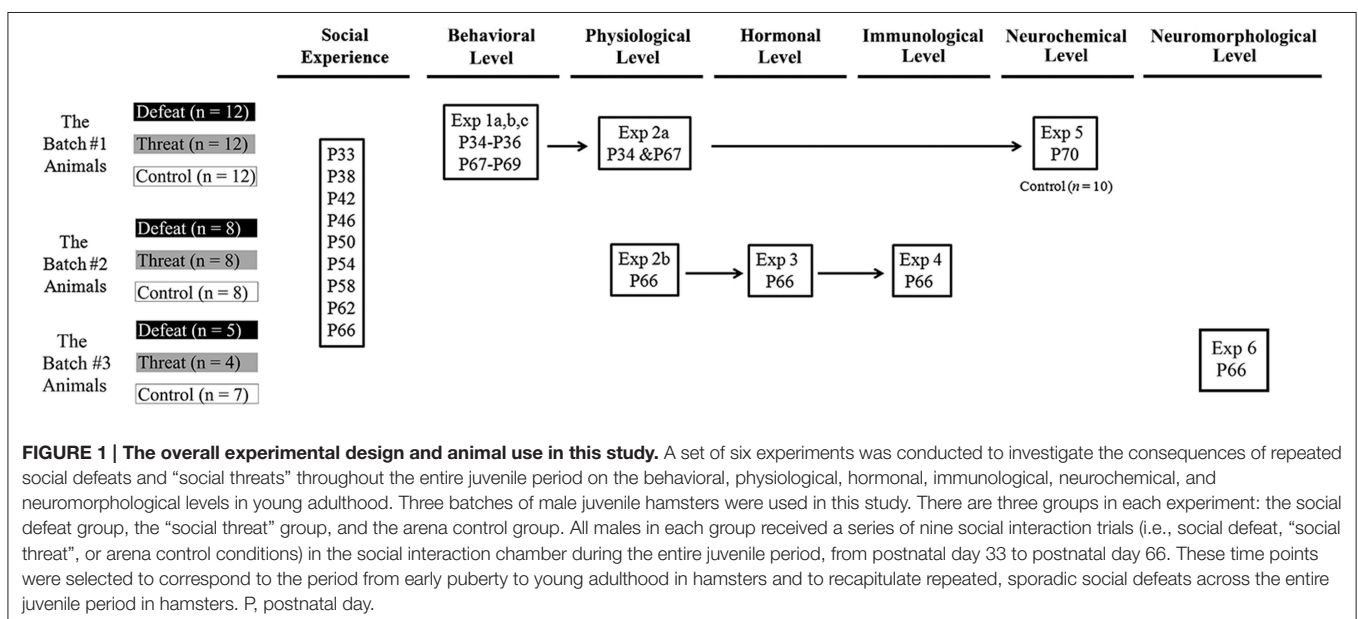 Social Experience
Behavioral Level
Physiological Level
Hormonal Level
Immunological Level
Neurochemical Level
Neuromorphological Level
The Batch #1 Animals
Defeat (n = 12)
Threat (n = 12)
Control (n = 12)
The Batch #2 Animals
Defeat (n = 8)
Threat (n = 8)
Control (n = 8)
The Batch #3 Animals
Defeat (n = 5)
Threat (n = 4)
Control (n = 7)
P33
P38
P42
P46
P50
P54
P58
P62
P66
Exp 1a,b,c
P34-P36
P67-P69
Exp 2a
P34 &P67
Exp 5
P70
Control (n = 10)
Exp 2b
P66
Exp 3
P66
Exp 4
P66
Exp 6
P66
FIGURE 1 | The overall experimental design and animal use in this study. A set of six experiments was conducted to investigate the consequences of repeated
social defeats and “social threats” throughout the entire juvenile period on the behavioral, physiological, hormonal, immunological, neurochemical, and
neuromorphological levels in young adulthood. Three batches of male juvenile hamsters were used in this study. There are three groups in each experiment: the social
defeat group, the “social threat” group, and the arena control group. All males in each group received a series of nine social interaction trials (i.e., social defeat, “social
threat”, or arena control conditions) in the social interaction chamber during the entire juvenile period, from postnatal day 33 to postnatal day 66. These time points
were selected to correspond to the period from early puberty to young adulthood in hamsters and to recapitulate repeated, sporadic social defeats across the entire
juvenile period in hamsters. P, postnatal day.